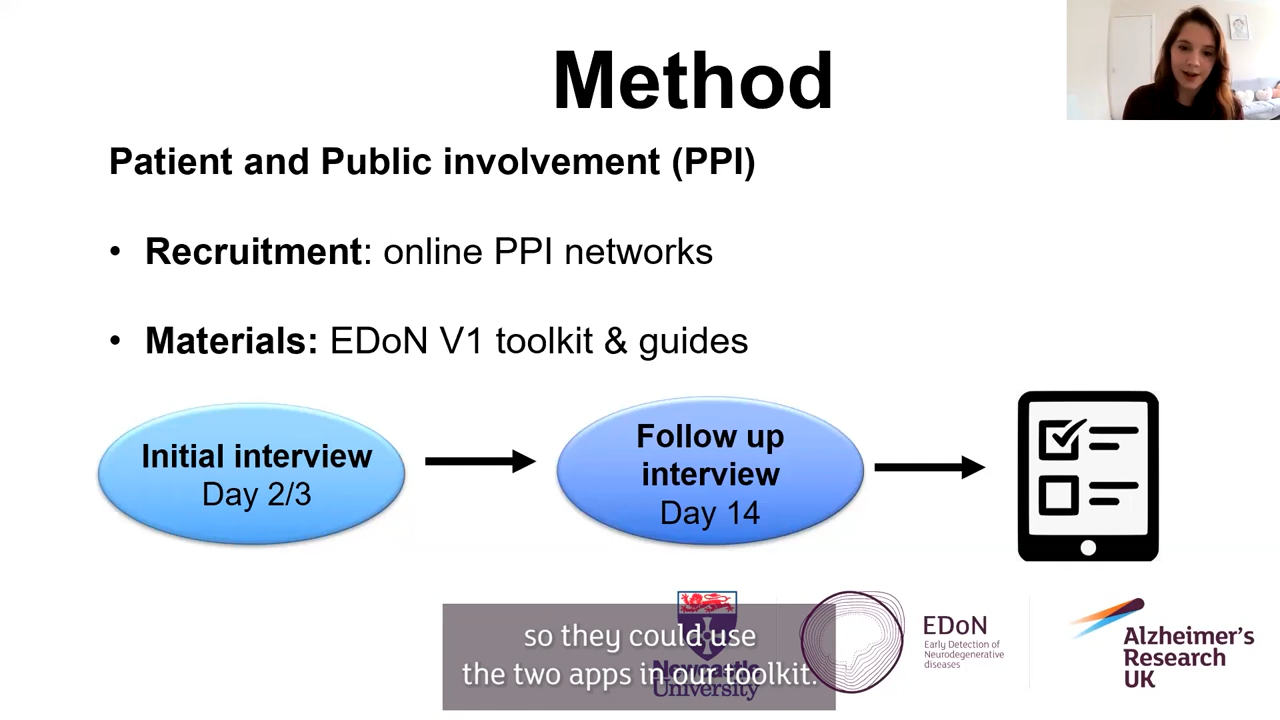 Method
Patient and Public involvement (PPI)
• Recruitment: online PPI networks
• Materials: EDoN V1 toolkit & guides
Initial interview
Day 2/3
Follow up
interview
Day 14
so they could use
the two apps in our toolkit.
Newcastle
University
EDoN
Early Detection of
Neurodegenerative
diseases
Alzheimer's
Research
UK